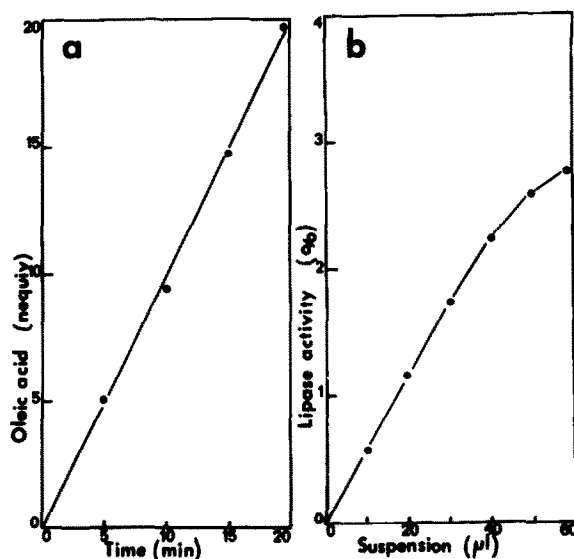 a
20
15
10
5
0
Oleic acid (nequiv)
0 5 10 15 20
Time (min)
b
4
3
2
1
0
Lipase activity (%)
0 20 40 60
Suspension (µl)